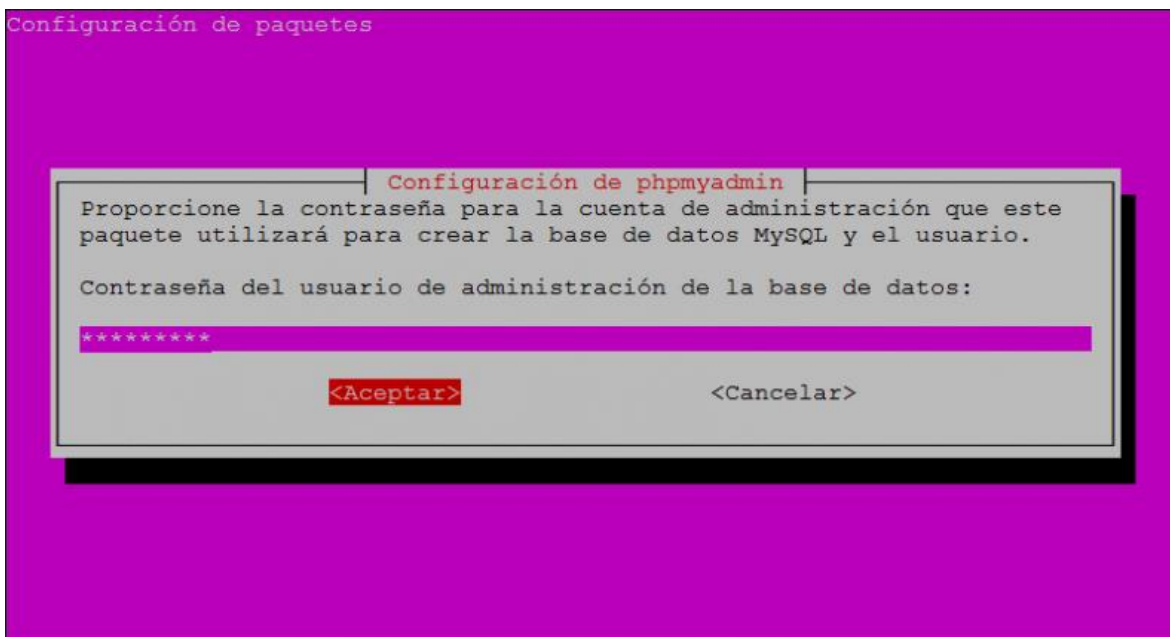 Configuración de paquetes
Configuración de phpmyadmin
Proporcione la contraseña para la cuenta de administración que este
paquete utilizará para crear la base de datos MySQL y el usuario.
Contraseña del usuario de administración de la base de datos:
*********
<Aceptar> <Cancelar>